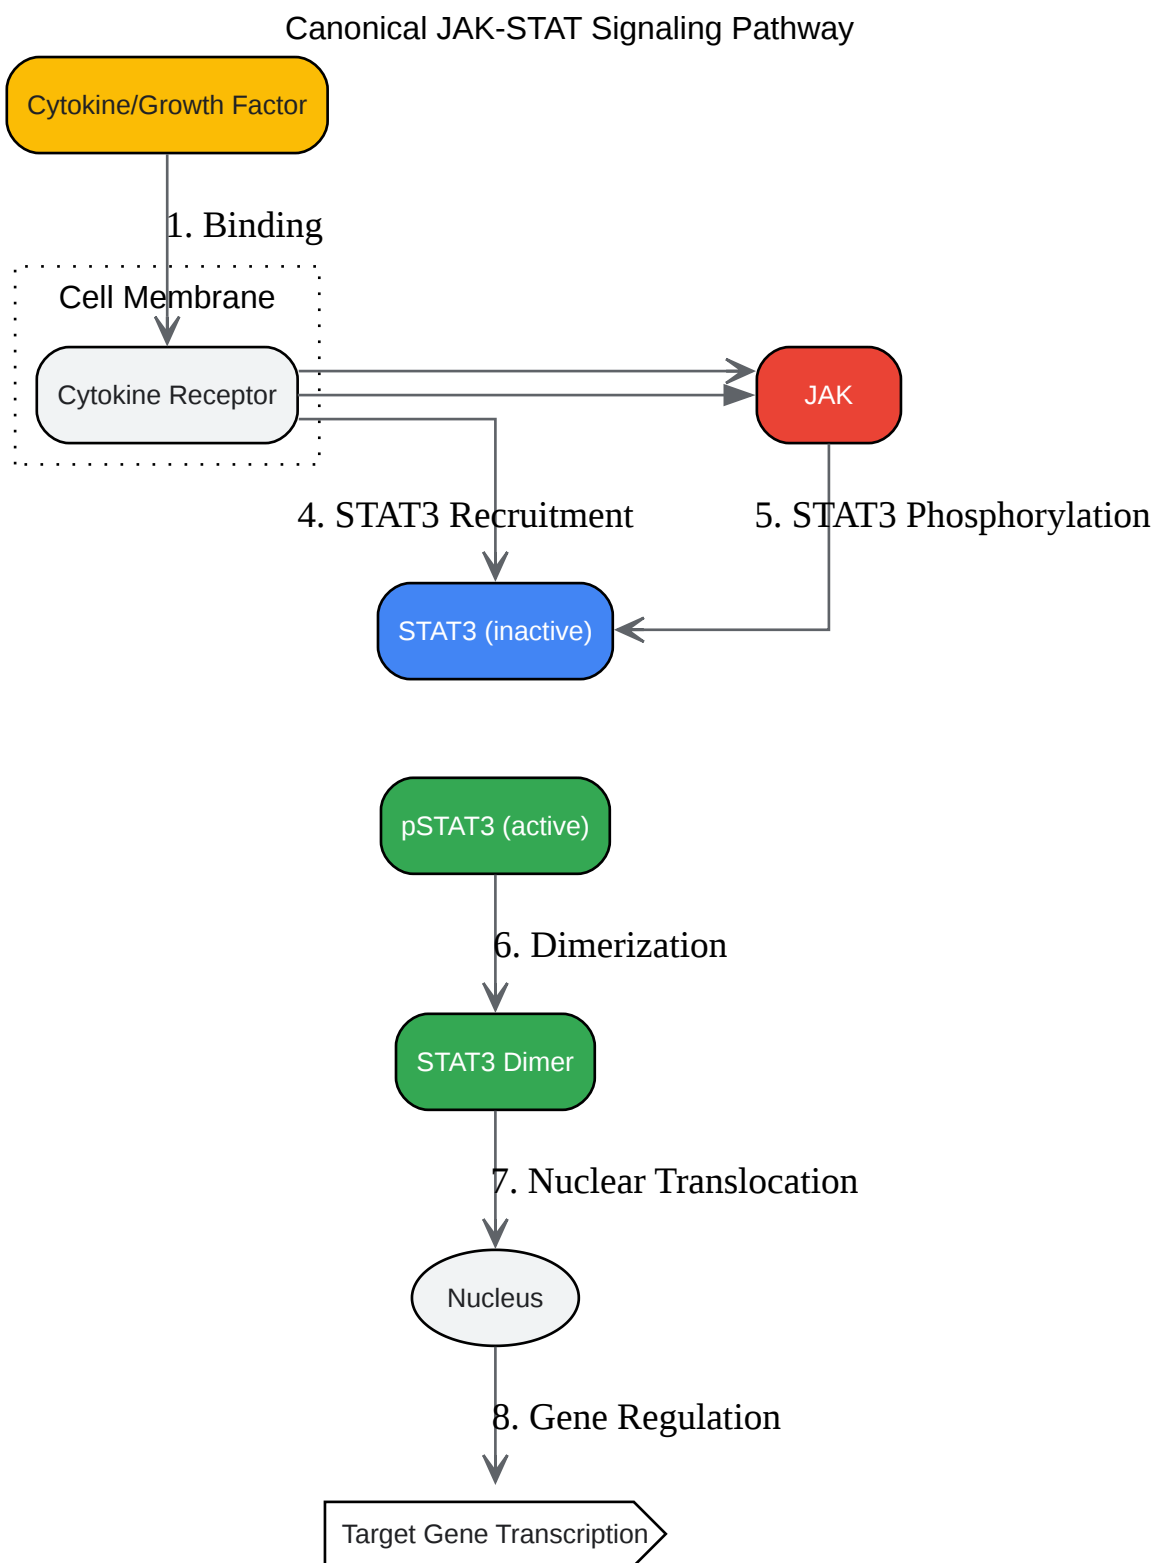 Canonical JAK-STAT Signaling Pathway
Cytokine/Growth Factor
1. Binding
Cell Membrane
Cytokine Receptor
JAK
4. STAT3 Recruitment
5. STAT3 Phosphorylation
STAT3 (inactive)
pSTAT3 (active)
6. Dimerization
STAT3 Dimer
7. Nuclear Translocation
Nucleus
8. Gene Regulation
Target Gene Transcription